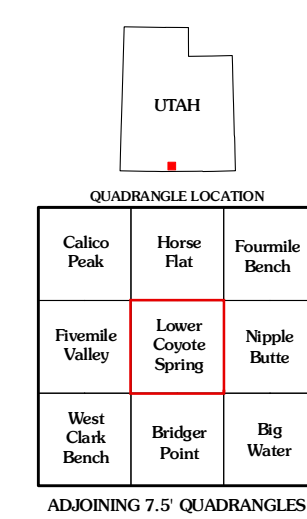 UTAH
QUADRANGLE LOCATION
Calico
Peak
Horse
Flat
Fourmile
Bench
Fivemile
Valley
Lower
Coyote
Spring
Nipple
Butte
West
Clark
Bench
Bridger
Point
Big
Water
ADJOINING 7.5' QUADRANGLES